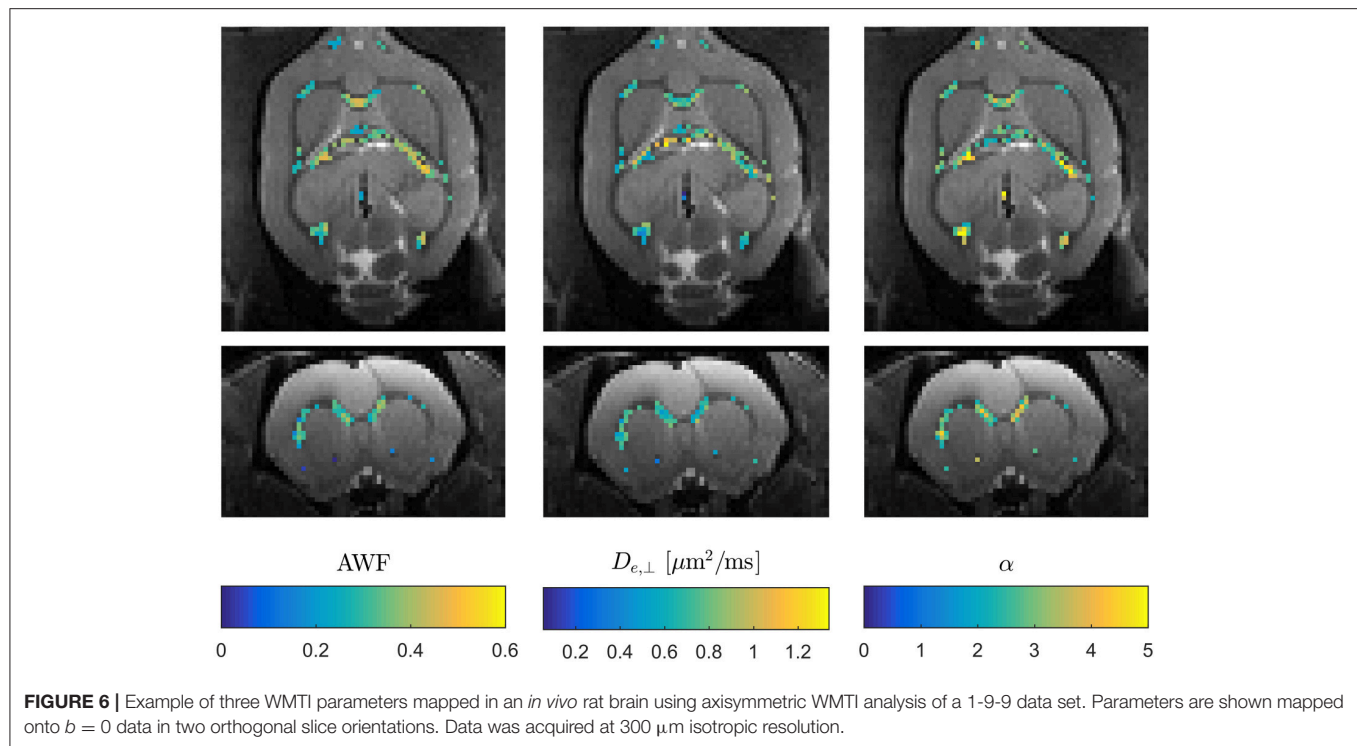 AWF
D_{e,⊥} [μm²/ms]
α
0 0.2 0.4 0.6
0.2 0.4 0.6 0.8 1 1.2
0 1 2 3 4 5
FIGURE 6 | Example of three WMTI parameters mapped in an in vivo rat brain using axisymmetric WMTI analysis of a 1-9-9 data set. Parameters are shown mapped
onto b = 0 data in two orthogonal slice orientations. Data was acquired at 300 μm isotropic resolution.